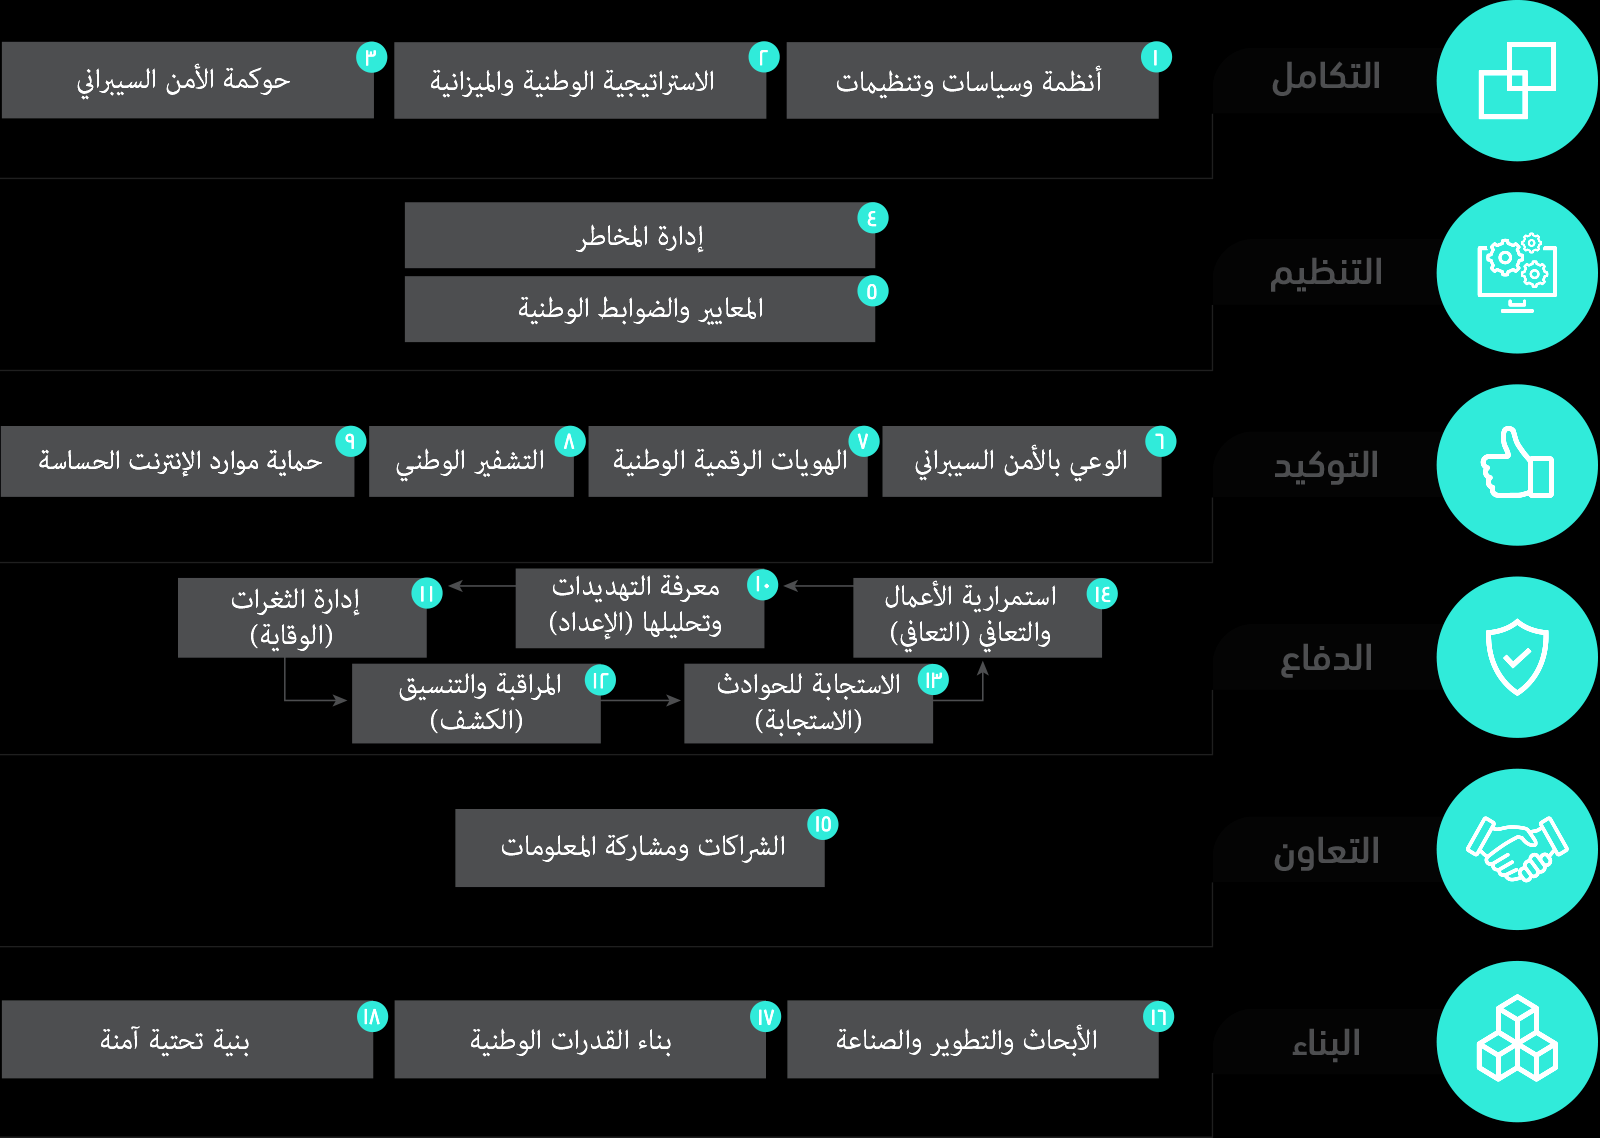 التكامل
١
أنظمة وسياسات وتنظيمات
٢
الاستراتيجية الوطنية والميزانية
٣
حوكمة الأمن السيبراني
التنظيم
٤
إدارة المخاطر
٥
المعايير والضوابط الوطنية
التوكيد
٦
الوعي بالأمن السيبراني
٧
الهويات الرقمية الوطنية
٨
التشفير الوطني
٩
حماية موارد الإنترنت الحساسة
الدفاع
١٤
استمرارية الأعمال
والتعافي (التعافي)
١٠
معرفة التهديدات
وتحليلها (الإعداد)
١١
إدارة الثغرات
(الوقاية)
١٣
الاستجابة للحوادث
(الاستجابة)
١٢
المراقبة والتنسيق
(الكشف)
التعاون
١٥
الشراكات ومشاركة المعلومات
البناء
١٦
الأبحاث والتطوير والصناعة
١٧
بناء القدرات الوطنية
١٨
بنية تحتية آمنة